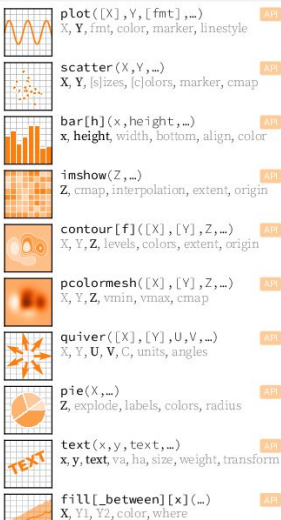 plot([X],Y,[fmt],…)
API
X, Y, fmt, color, marker, linestyle
scatter(X,Y,…)
API
X, Y, [s]izes, [c]olors, marker, cmap
bar[h](x,height,…)
API
x, height, width, bottom, align, color
imshow(Z,…)
API
Z, cmap, interpolation, extent, origin
contour[f]([X],[Y],Z,…)
API
X, Y, Z, levels, colors, extent, origin
pcolormesh([X],[Y],Z,…)
API
X, Y, Z, vmin, vmax, cmap
quiver([X],[Y],U,V,…)
API
X, Y, U, V, C, units, angles
pie(X,…)
API
Z, explode, labels, colors, radius
TEXT
text(x,y,text,…)
API
x, y, text, va, ha, size, weight, transform
fill[_between][x](…)
API
X, Y1, Y2, color, where